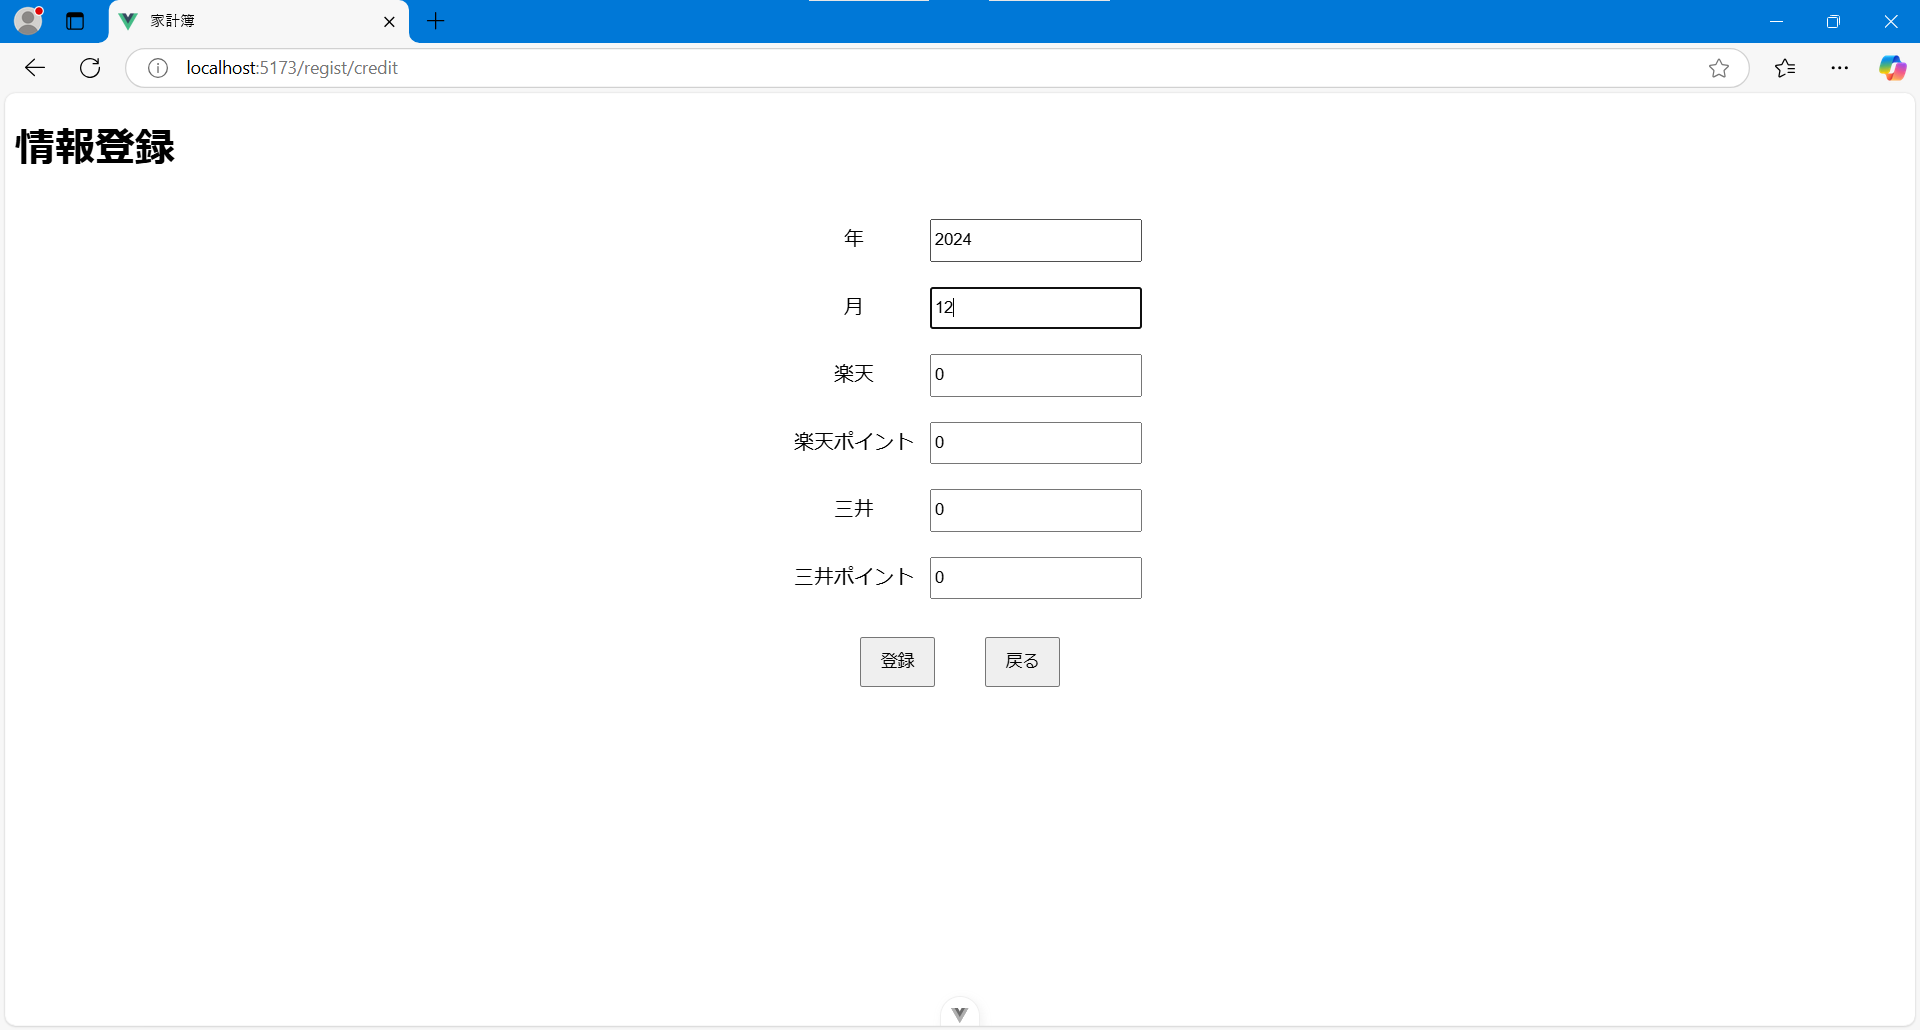 家計簿
localhost:5173/regist/credit
情報登録
年 2024
月 12
楽天 0
楽天ポイント 0
三井 0
三井ポイント 0
登録 戻る